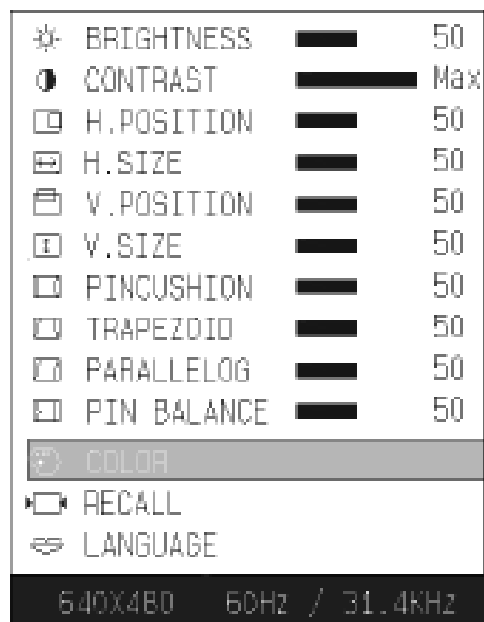 BRIGHTNESS 50
CONTRAST Max
H.POSITION 50
H.SIZE 50
V.POSITION 50
V.SIZE 50
PINCUSHION 50
TRAPEZOID 50
PARALLELOG 50
PIN BALANCE 50
COLOR
RECALL
LANGUAGE
640X480 60Hz / 31.4KHZ